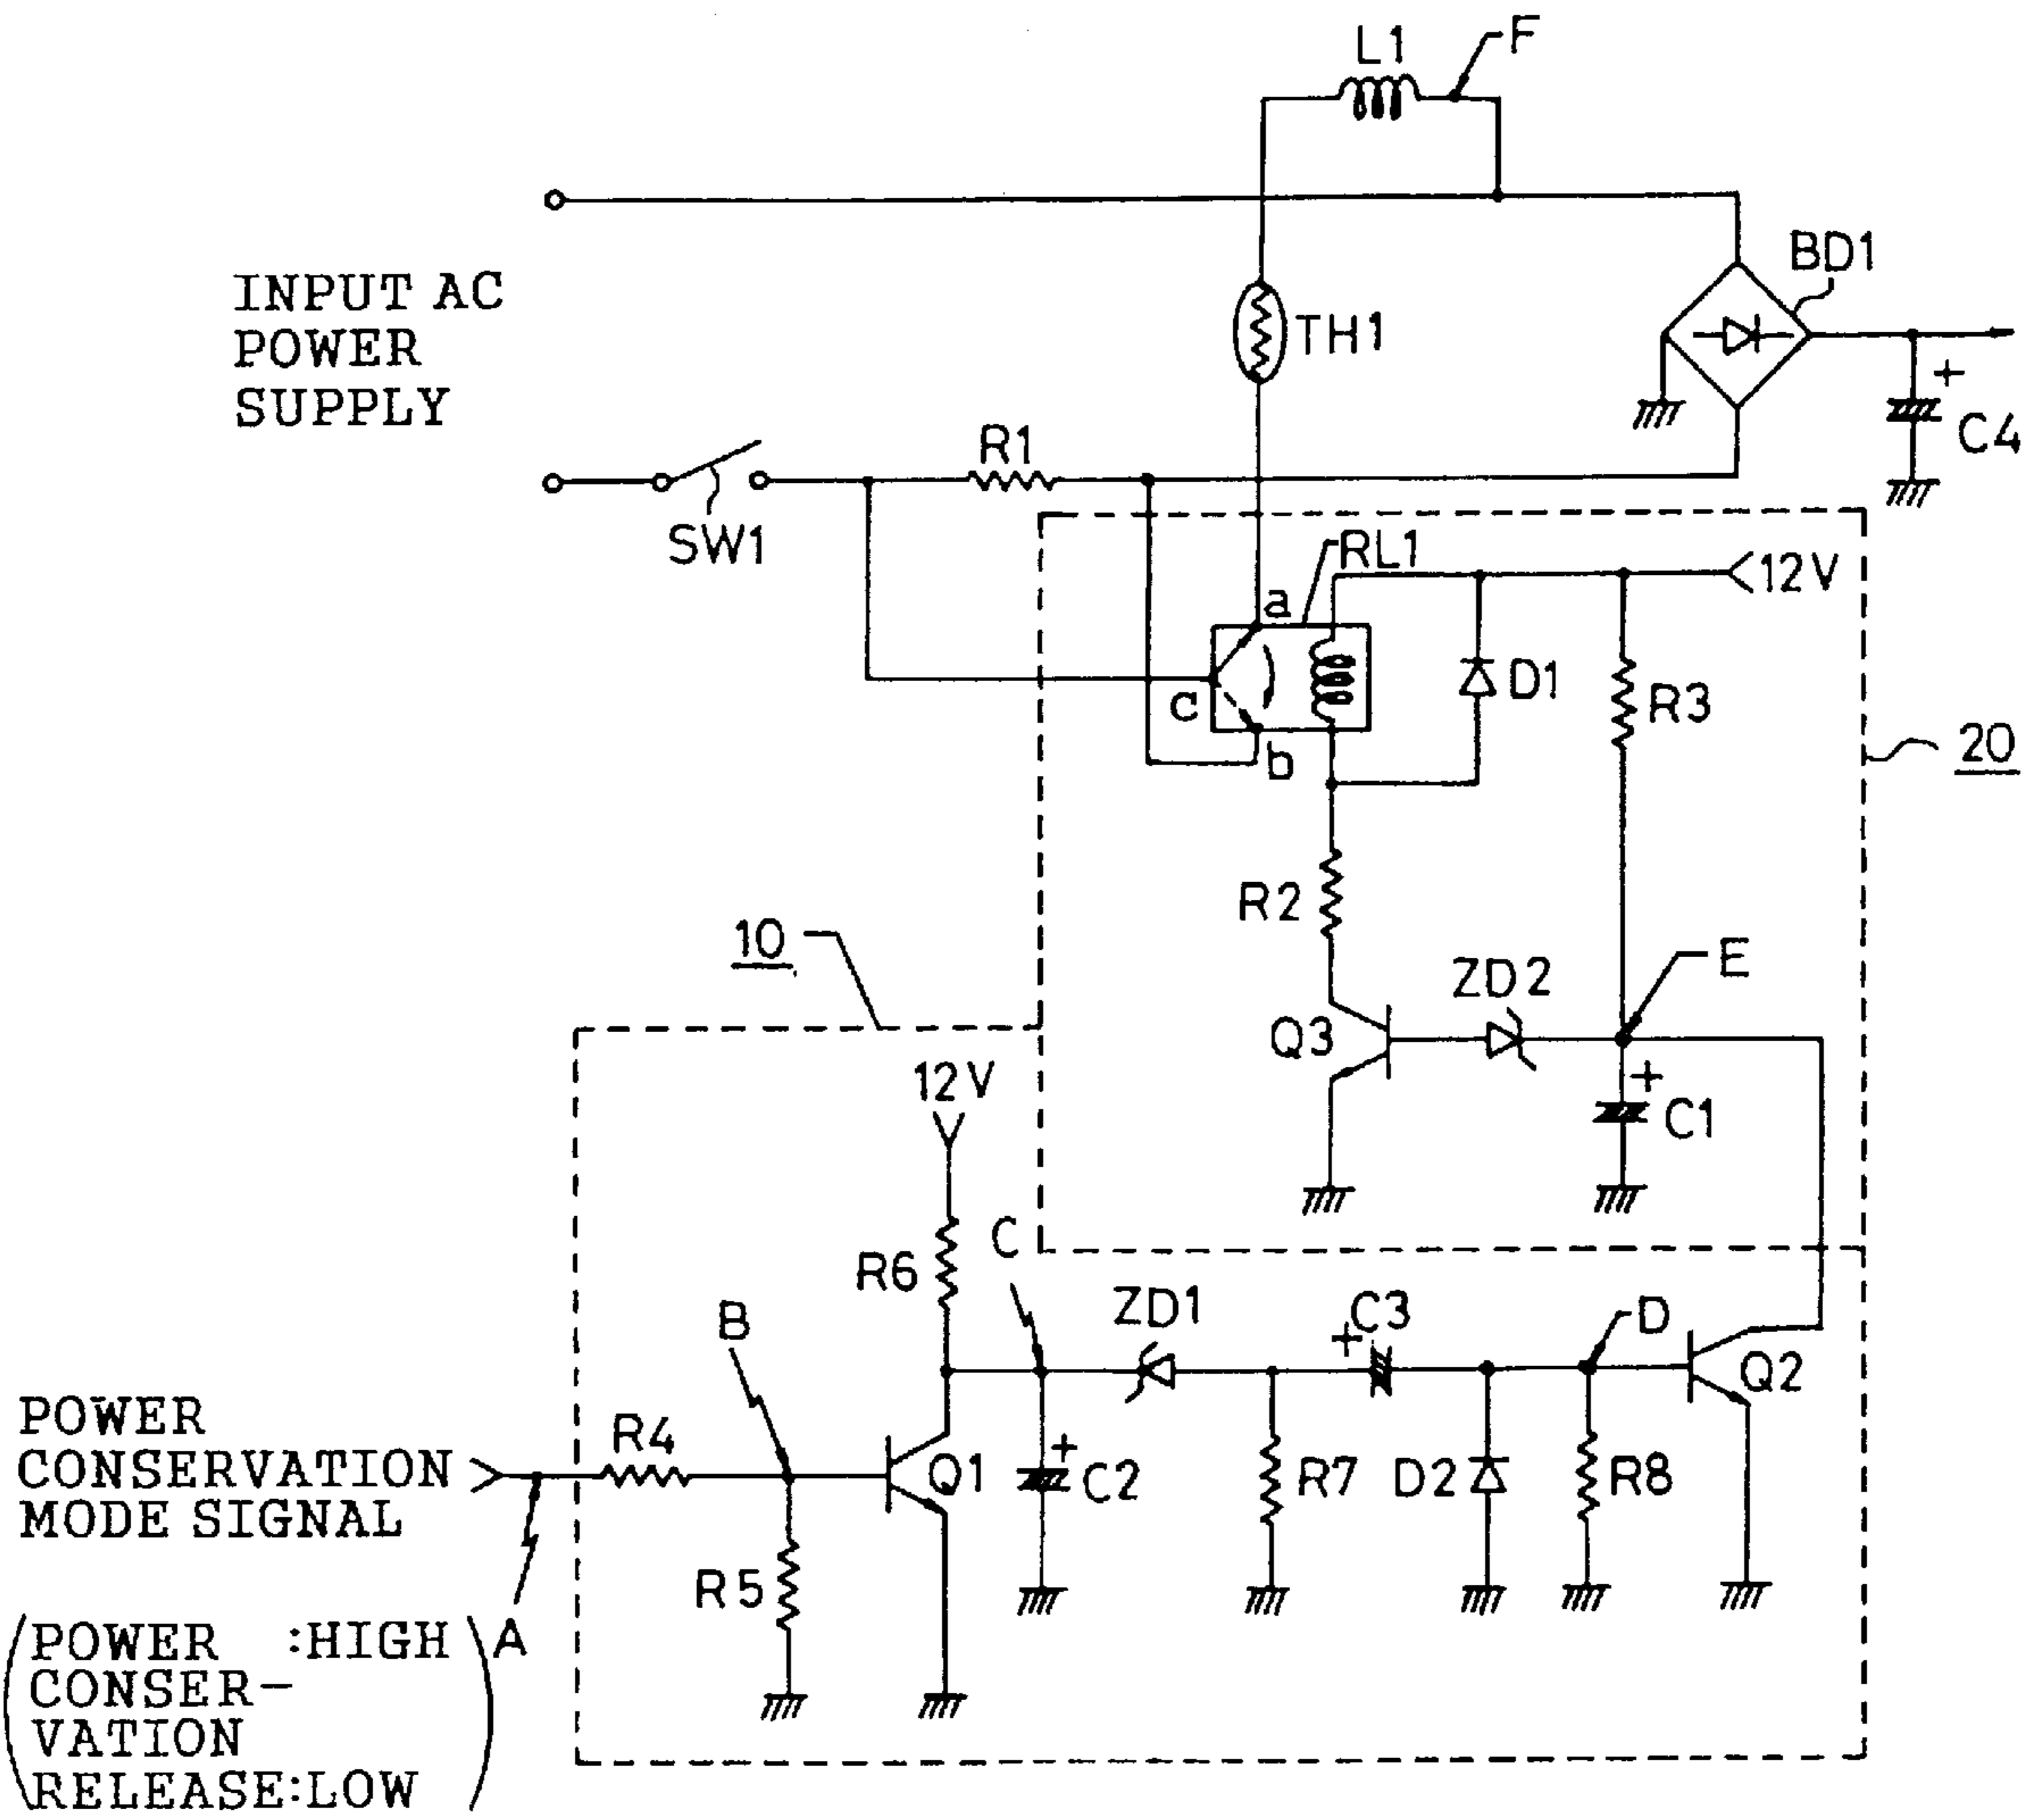 L1
F
INPUT AC
POWER
SUPPLY
TH1
BD1
+
C4
R1
SW1
RL1
12V
a
c
b
D1
R3
20
R2
10
ZD2
E
Q3
+
C1
12V
R6
C
ZD1
C3
+
D
B
Q2
POWER
CONSERVATION
MODE SIGNAL
R4
Q1
+
C2
R7
D2
R8
R5
A
POWER :HIGH
CONSER-
VATION
RELEASE:LOW